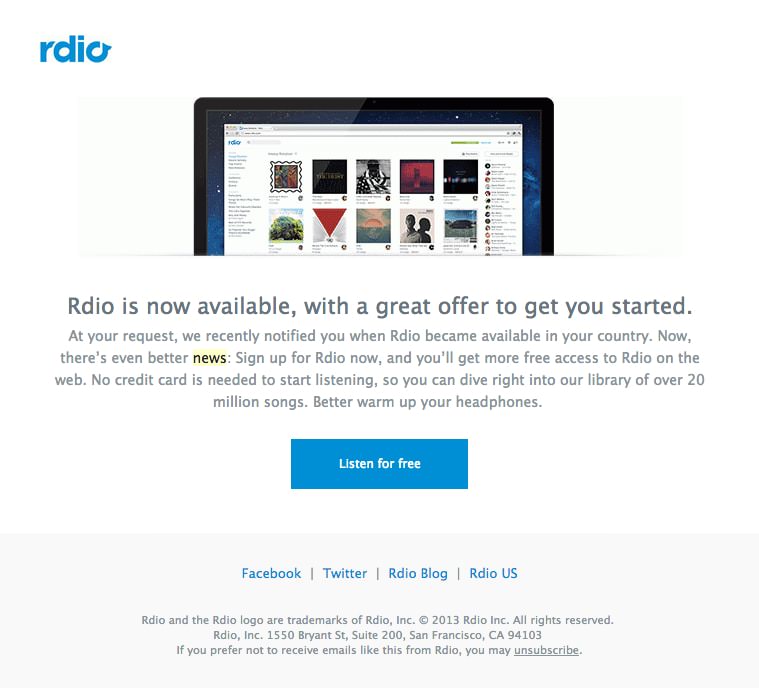 rdio
rdio
Rdio is now available, with a great offer to get you started.
At your request, we recently notified you when Rdio became available in your country. Now,
there’s even better news: Sign up for Rdio now, and you’ll get more free access to Rdio on the
web. No credit card is needed to start listening, so you can dive right into our library of over 20
million songs. Better warm up your headphones.
Listen for free
Facebook | Twitter | Rdio Blog | Rdio US
Rdio and the Rdio logo are trademarks of Rdio, Inc. © 2013 Rdio Inc. All rights reserved.
Rdio, Inc. 1550 Bryant St, Suite 200, San Francisco, CA 94103
If you prefer not to receive emails like this from Rdio, you may unsubscribe.